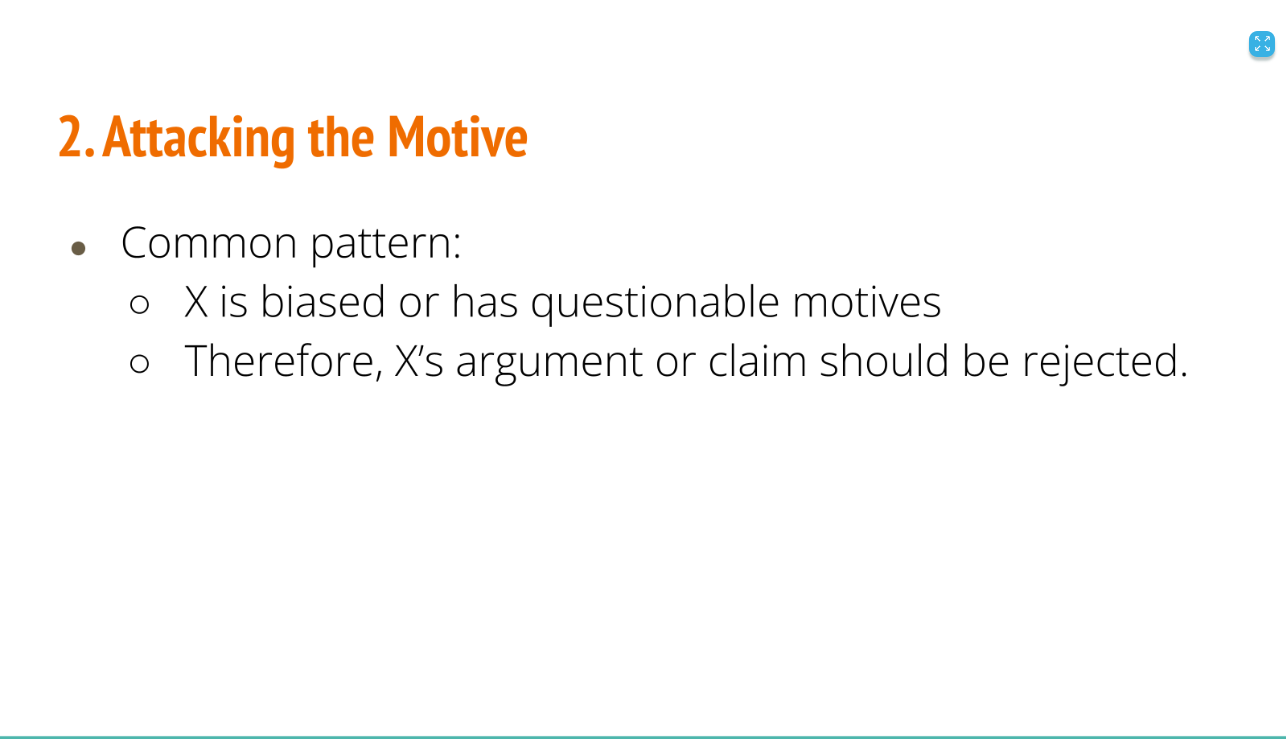 2. Attacking the Motive
● Common pattern:
○ X is biased or has questionable motives
○ Therefore, X’s argument or claim should be rejected.